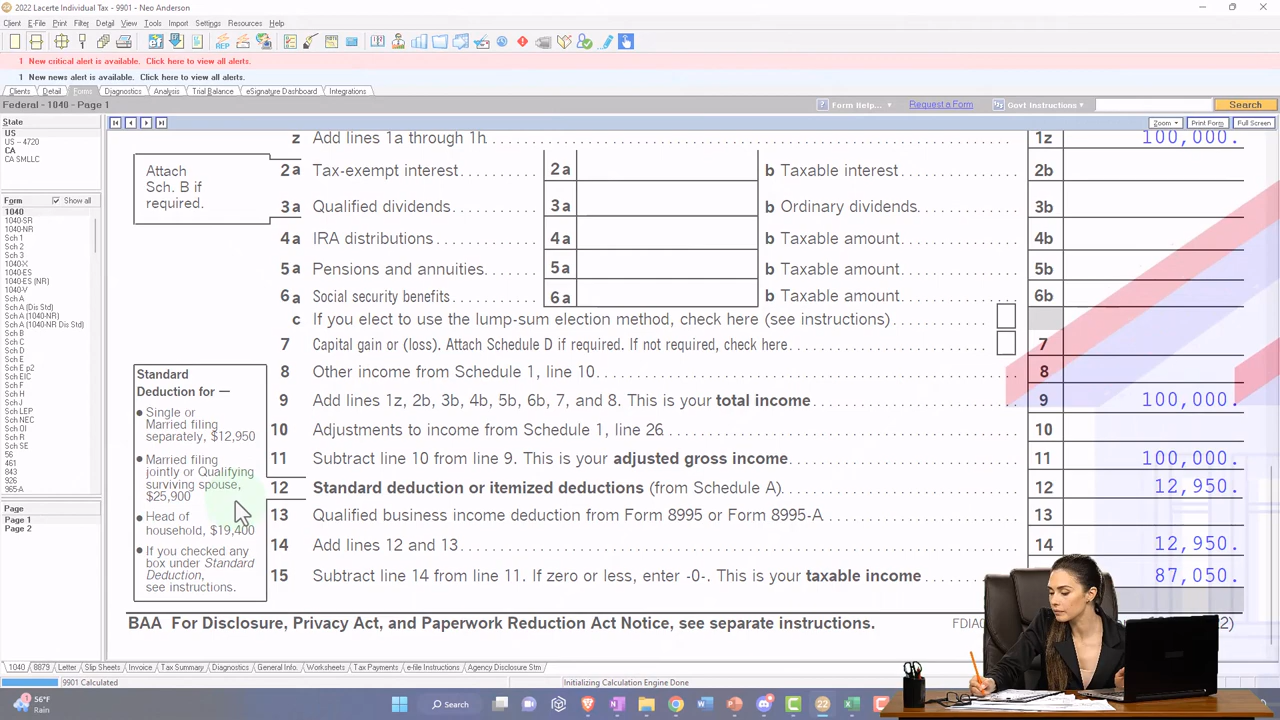 2022 Lacerte Individual Tax - 9901 - Neo Anderson
Client E-File Print Filter Detail View Tools Import Settings Resources Help
1 New critical alert is available. Click here to view all alerts.
1 New news alert is available. Click here to view all alerts.
Clients Detail Forms Diagnostics Analysis Trial Balance eSignature Dashboard Integrations
Federal - 1040 - Page 1 Form Help... Request a Form Govt Instructions Search
State
US
US - 4720
CA
CA SMLLC
Form Show all
1040
1040-SR
1040-NR
Sch 1
Sch 2
Sch 3
1040-X
1040-ES
1040-ES (NR)
1040-V
Sch A
Sch A (Dis Std)
Sch A (1040-NR)
Sch A (1040-NR Dis Std)
Sch B
Sch C
Sch D
Sch E
Sch E p2
Sch EIC
Sch F
Sch H
Sch J
Sch LEP
Sch NEC
Sch OI
Sch R
Sch SE
56
461
843
926
965-A
Page
Page 1
Page 2
Zoom Print Form Full Screen
z Add lines 1a through 1h 1z 100,000.
Attach
Sch. B if
required.
2a Tax-exempt interest 2a b Taxable interest 2b
3a Qualified dividends 3a b Ordinary dividends 3b
4a IRA distributions 4a b Taxable amount 4b
5a Pensions and annuities 5a b Taxable amount 5b
6a Social security benefits 6a b Taxable amount 6b
c If you elect to use the lump-sum election method, check here (see instructions)
7 Capital gain or (loss). Attach Schedule D if required. If not required, check here 7
8 Other income from Schedule 1, line 10 8
9 Add lines 1z, 2b, 3b, 4b, 5b, 6b, 7, and 8. This is your total income 9 100,000.
10 Adjustments to income from Schedule 1, line 26 10
11 Subtract line 10 from line 9. This is your adjusted gross income 11 100,000.
12 Standard deduction or itemized deductions (from Schedule A) 12 12,950.
13 Qualified business income deduction from Form 8995 or Form 8995-A 13
14 Add lines 12 and 13 14 12,950.
15 Subtract line 14 from line 11. If zero or less, enter -0-. This is your taxable income 87,050.
Standard
Deduction for —
● Single or
Married filing
separately, $12,950
● Married filing
jointly or Qualifying
surviving spouse,
$25,900
● Head of
household, $19,400
● If you checked any
box under Standard
Deduction,
see instructions.
BAA For Disclosure, Privacy Act, and Paperwork Reduction Act Notice, see separate instructions.
1040 8879 Letter Slip Sheets Invoice Tax Summary Diagnostics General Info. Worksheets Tax Payments e-file Instructions Agency Disclosure Stm
9901 Calculated Initializing Calculation Engine Done
56°F
Rain
Search